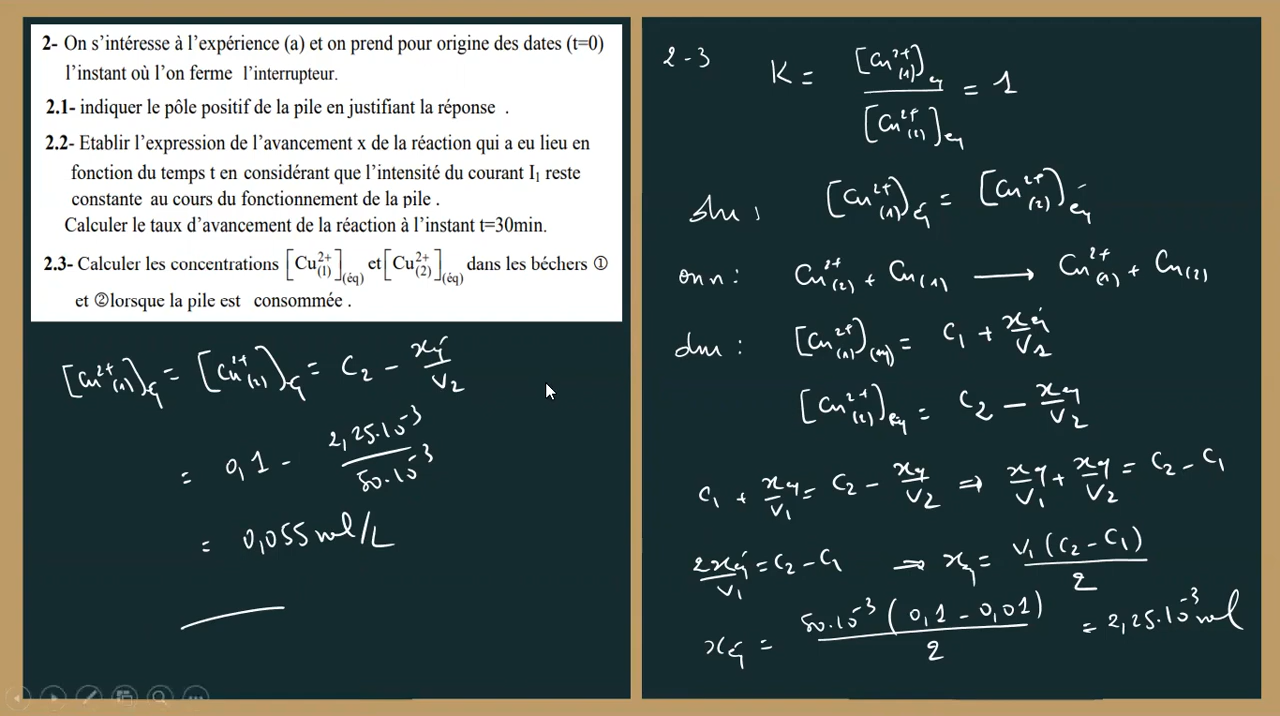 2- On s'intéresse à l'expérience (a) et on prend pour origine des dates (t=0)
l'instant où l'on ferme l'interrupteur.
2.1- indiquer le pôle positif de la pile en justifiant la réponse .
2.2- Etablir l'expression de l'avancement x de la réaction qui a eu lieu en
fonction du temps t en considérant que l'intensité du courant I₁ reste
constante au cours du fonctionnement de la pile .
Calculer le taux d'avancement de la réaction à l'instant t=30min.
2.3- Calculer les concentrations [Cu²⁺₍₁₎]₍éq₎ et [Cu²⁺₍₂₎]₍éq₎ dans les béchers ①
et ②lorsque la pile est consommée .
[Cu²⁺(1)]éq = [Cu²⁺(2)]éq = C₂ - xéq/V₂
= 0,1 - 2,25.10⁻³/50.10⁻³
= 0,055 mol/L
2-3
K = [Cu²⁺(1)]éq / [Cu²⁺(2)]éq = 1
[Cu²⁺(1)]éq = [Cu²⁺(2)]éq
Cu²⁺(2) + Cu(1) → Cu²⁺(1) + Cu(2)
[Cu²⁺(1)](éq) = C₁ + xéq/V₂
[Cu²⁺(2)]éq = C₂ - xéq/V₂
C₁ + xéq/V₁ = C₂ - xéq/V₂ ⇒ xéq/V₁ + xéq/V₂ = C₂ - C₁
2xéq/V₁ = C₂ - C₁ ⇒ xéq = V₁(C₂ - C₁)/2
xéq = 50.10⁻³(0,1 - 0,01)/2 = 2,25.10⁻³ mol